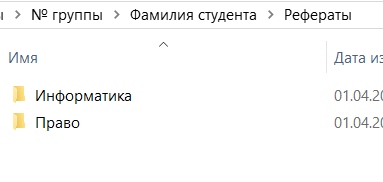 № группы › Фамилия студента › Рефераты
Имя Дата из
Информатика 01.04.20
Право 01.04.20